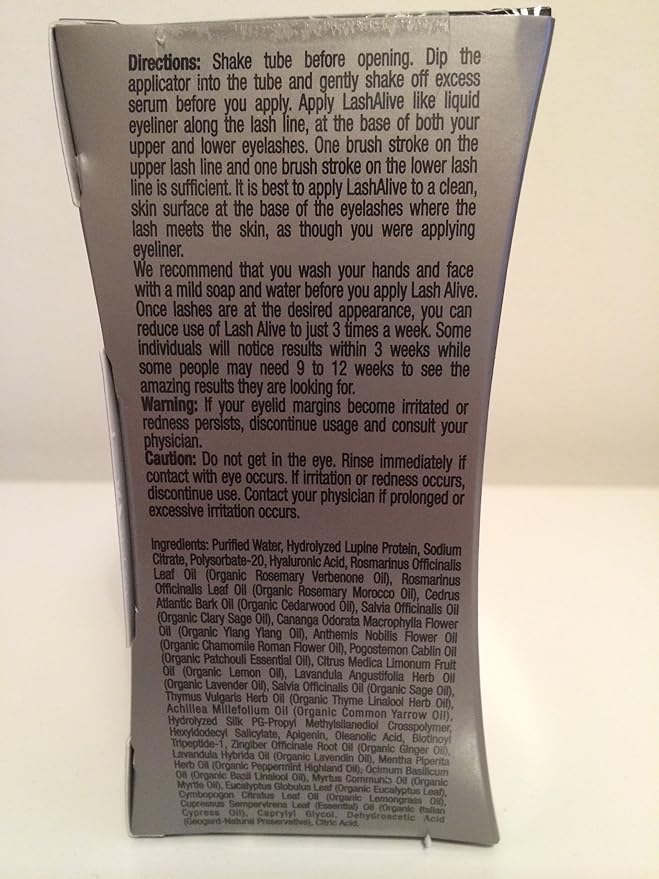 Directions: Shake tube before opening. Dip the
applicator into the tube and gently shake off excess
serum before you apply. Apply LashAlive like liquid
eyeliner along the lash line, at the base of both your
upper and lower eyelashes. One brush stroke on the
upper lash line and one brush stroke on the lower lash
line is sufficient. It is best to apply LashAlive to a clean,
skin surface at the base of the eyelashes where the
lash meets the skin, as though you were applying
eyeliner.
We recommend that you wash your hands and face
with a mild soap and water before you apply Lash Alive.
Once lashes are at the desired appearance, you can
reduce use of Lash Alive to just 3 times a week. Some
individuals will notice results within 3 weeks while
some people may need 9 to 12 weeks to see the
amazing results they are looking for.
Warning: If your eyelid margins become irritated or
redness persists, discontinue usage and consult your
physician.
Caution: Do not get in the eye. Rinse immediately if
contact with eye occurs. If irritation or redness occurs,
discontinue use. Contact your physician if prolonged or
excessive irritation occurs.
Ingredients: Purified Water, Hydrolyzed Lupine Protein, Sodium
Citrate, Polysorbate-20, Hyaluronic Acid, Rosmarinus Officinalis
Leaf Oil (Organic Rosemary Verbenone Oil), Rosmarinus
Officinalis Leaf Oil (Organic Rosemary Morocco Oil), Cedrus
Atlantic Bark Oil (Organic Cedarwood Oil), Salvia Officinalis Oil
(Organic Clary Sage Oil), Cananga Odorata Macrophylla Flower
Oil (Organic Ylang Ylang Oil), Anthemis Nobilis Flower Oil
(Organic Chamomile Roman Flower Oil), Pogostemon Cablin Oil
(Organic Patchouli Essential Oil), Citrus Medica Limonum Fruit
Oil (Organic Lemon Oil), Lavandula Angustifolia Herb Oil
(Organic Lavender Oil), Salvia Officinalis Oil (Organic Sage Oil),
Thymus Vulgaris Herb Oil (Organic Thyme Linalool Herb Oil),
Achillea Millefolium Oil (Organic Common Yarrow Oil),
Hydrolyzed Silk PG-Propyl Methylsilanediol Crosspolymer,
Hexyldodecyl Salicylate, Apigenin, Oleanolic Acid, Biotinoyl
Tripeptide-1, Zingiber Officinale Root Oil (Organic Ginger Oil),
Lavandula Hybrida Oil (Organic Lavendin Oil), Mentha Piperita
Herb Oil (Organic Peppermint Highland Oil), Ocimum Basilicum
Oil (Organic Basil Linalool Oil), Myrtus Communis Oil (Organic
Myrtle Oil), Eucalyptus Globulus Leaf (Organic Eucalyptus Leaf),
Cymbopogon Citratus Leaf Oil (Organic Lemongrass Oil),
Cupressus Sempervirens Leaf (Essential) Oil (Organic Italian
Cypress Oil), Caprylyl Glycol, Dehydroacetic Acid
(Geogard-Natural Preservative), Citric Acid.